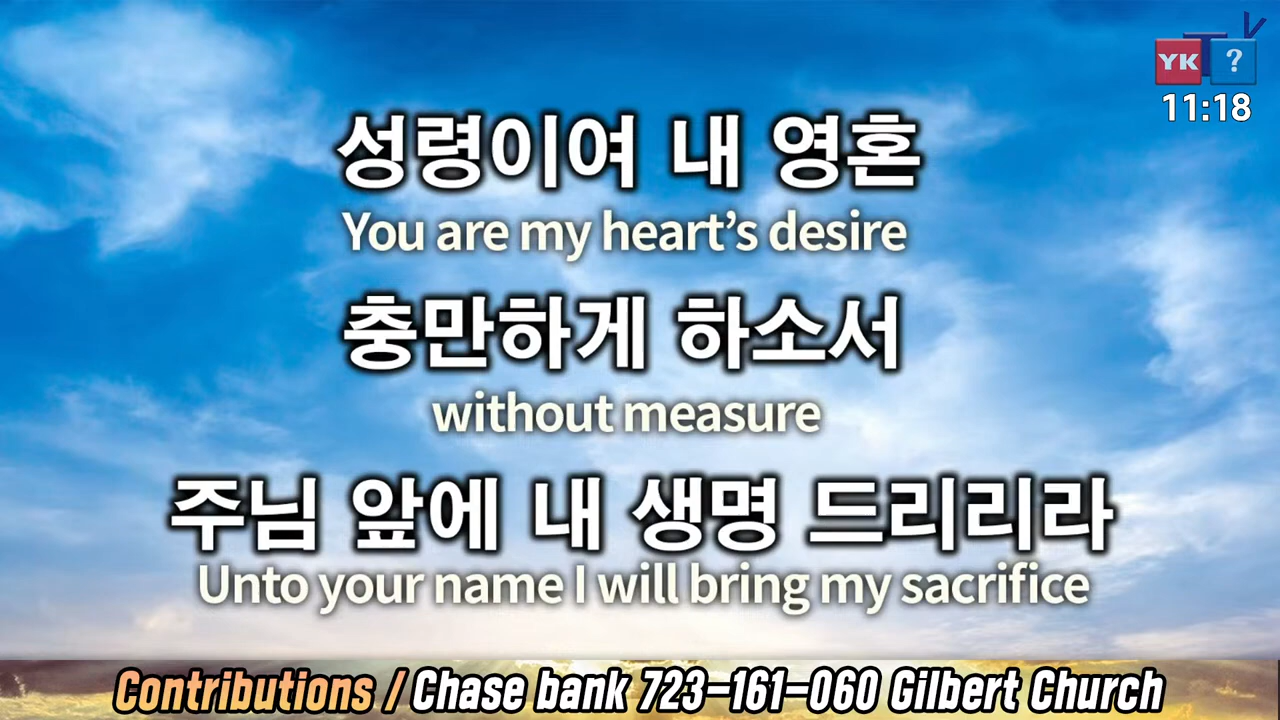 YK TV ?
11:18
성령이여 내 영혼
You are my heart’s desire
충만하게 하소서
without measure
주님 앞에 내 생명 드리리라
Unto your name I will bring my sacrifice
Contributions / Chase bank 723-161-060 Gilbert Church